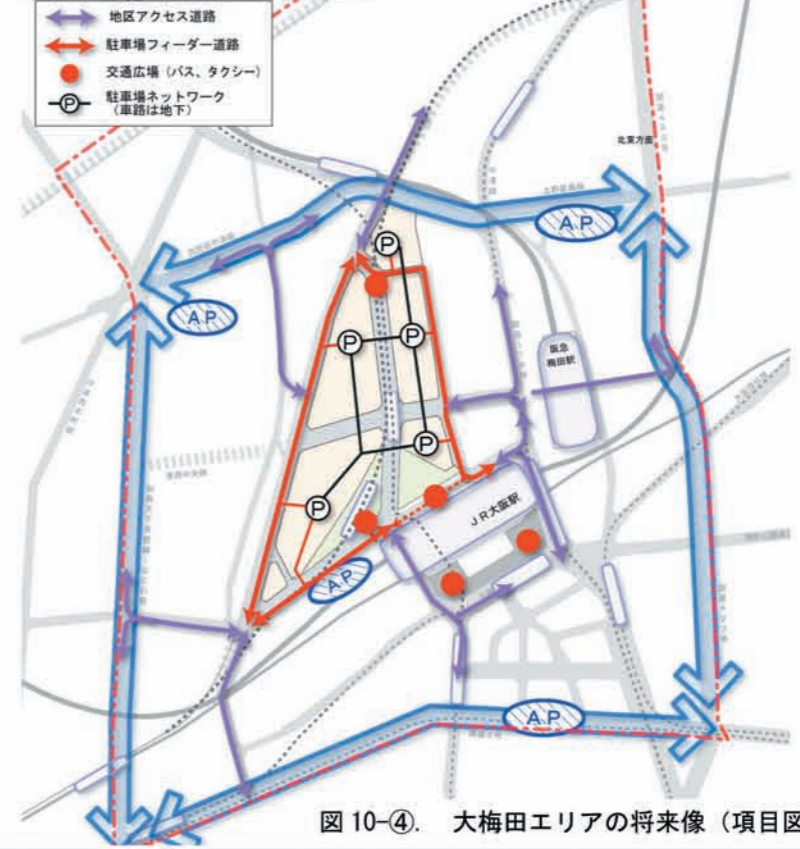 地区アクセス道路
駐車場フィーダー道路
交通広場（バス、タクシー）
Ⓟ 駐車場ネットワーク
（車路は地下）
北東方面
A.P
A.P
Ⓟ
Ⓟ
Ⓟ
阪急
梅田駅
Ⓟ
Ⓟ
JR大阪駅
A.P
A.P
図10-④. 大梅田エリアの将来像（項目図